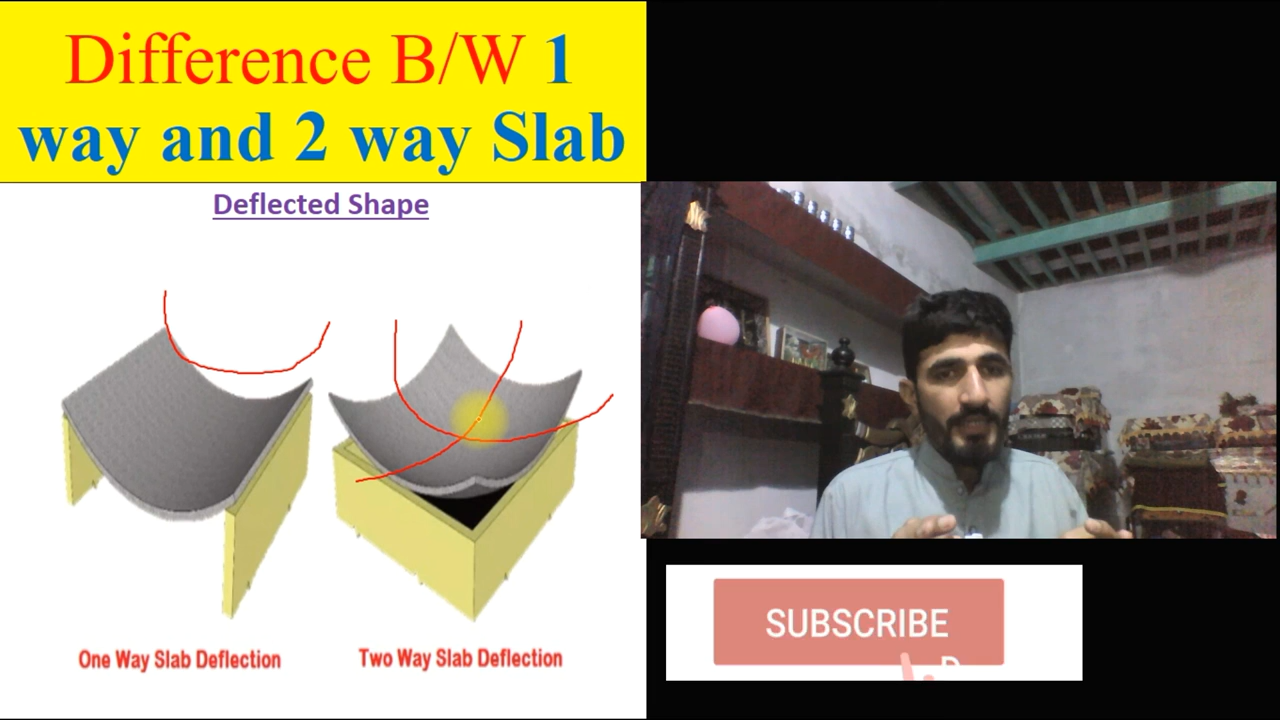 Difference B/W 1
way and 2 way Slab
Deflected Shape
One Way Slab Deflection
Two Way Slab Deflection
SUBSCRIBE